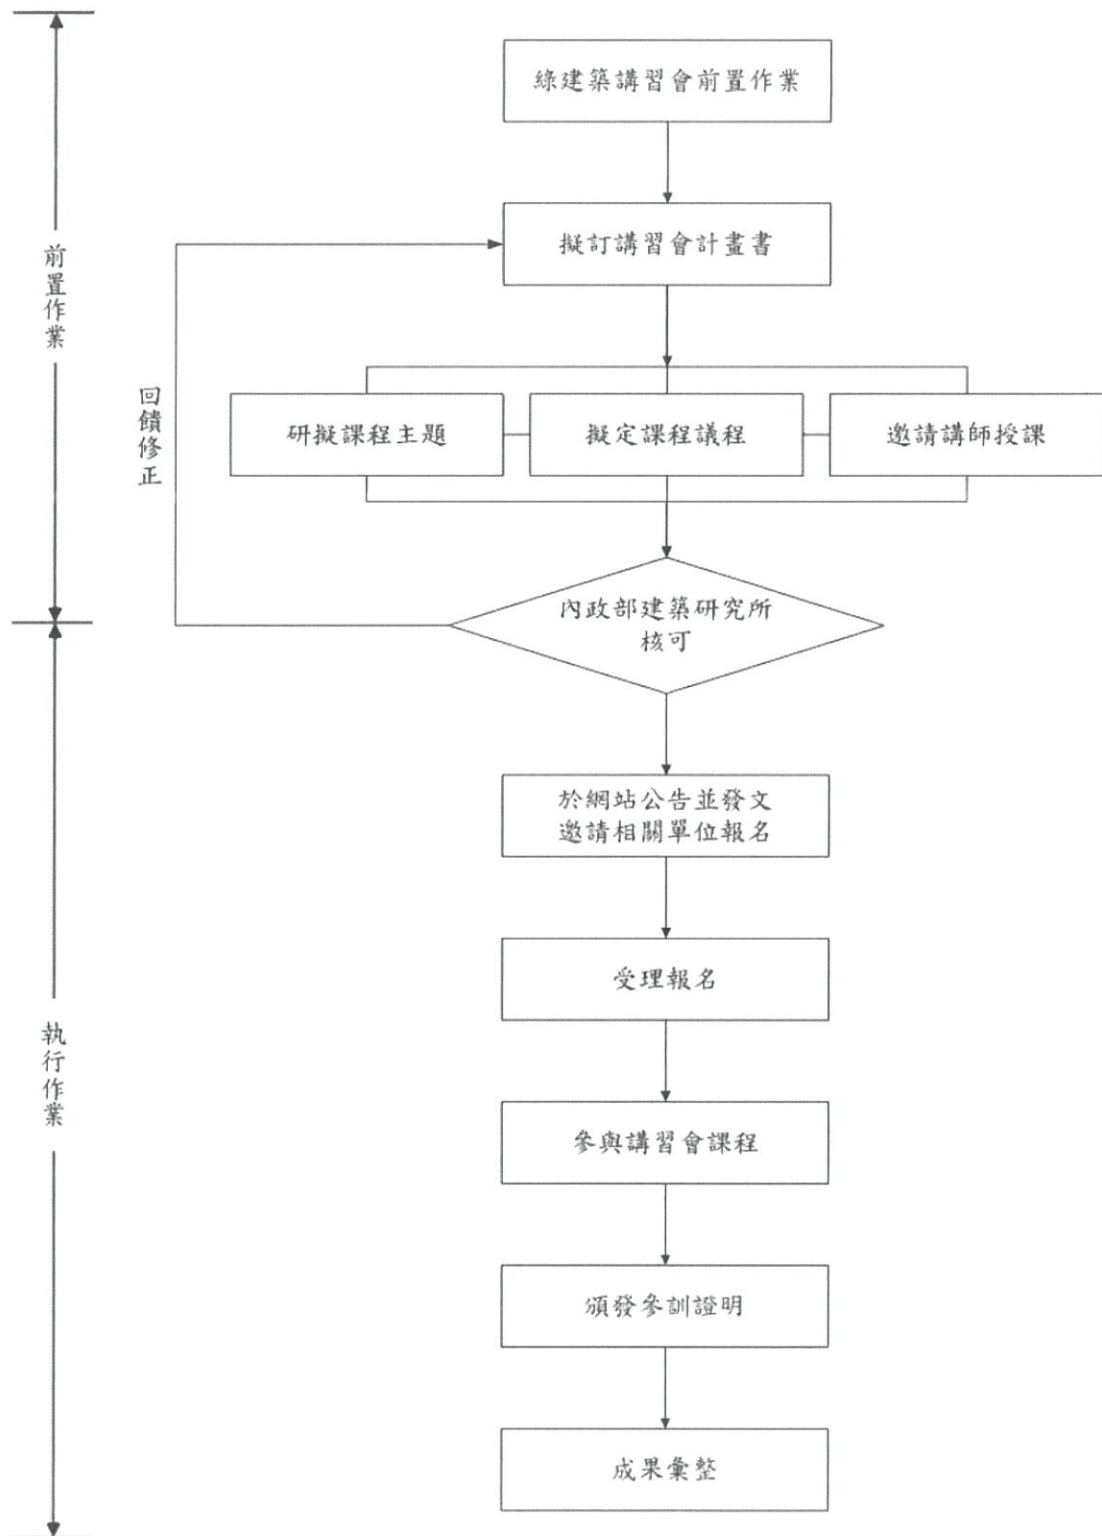 綠建築講習會前置作業
擬訂講習會計畫書
前置作業
回饋修正
研擬課程主題
擬定課程議程
邀請講師授課
內政部建築研究所
核可
於網站公告並發文
邀請相關單位報名
受理報名
執行作業
參與講習會課程
頒發參訓證明
成果彙整